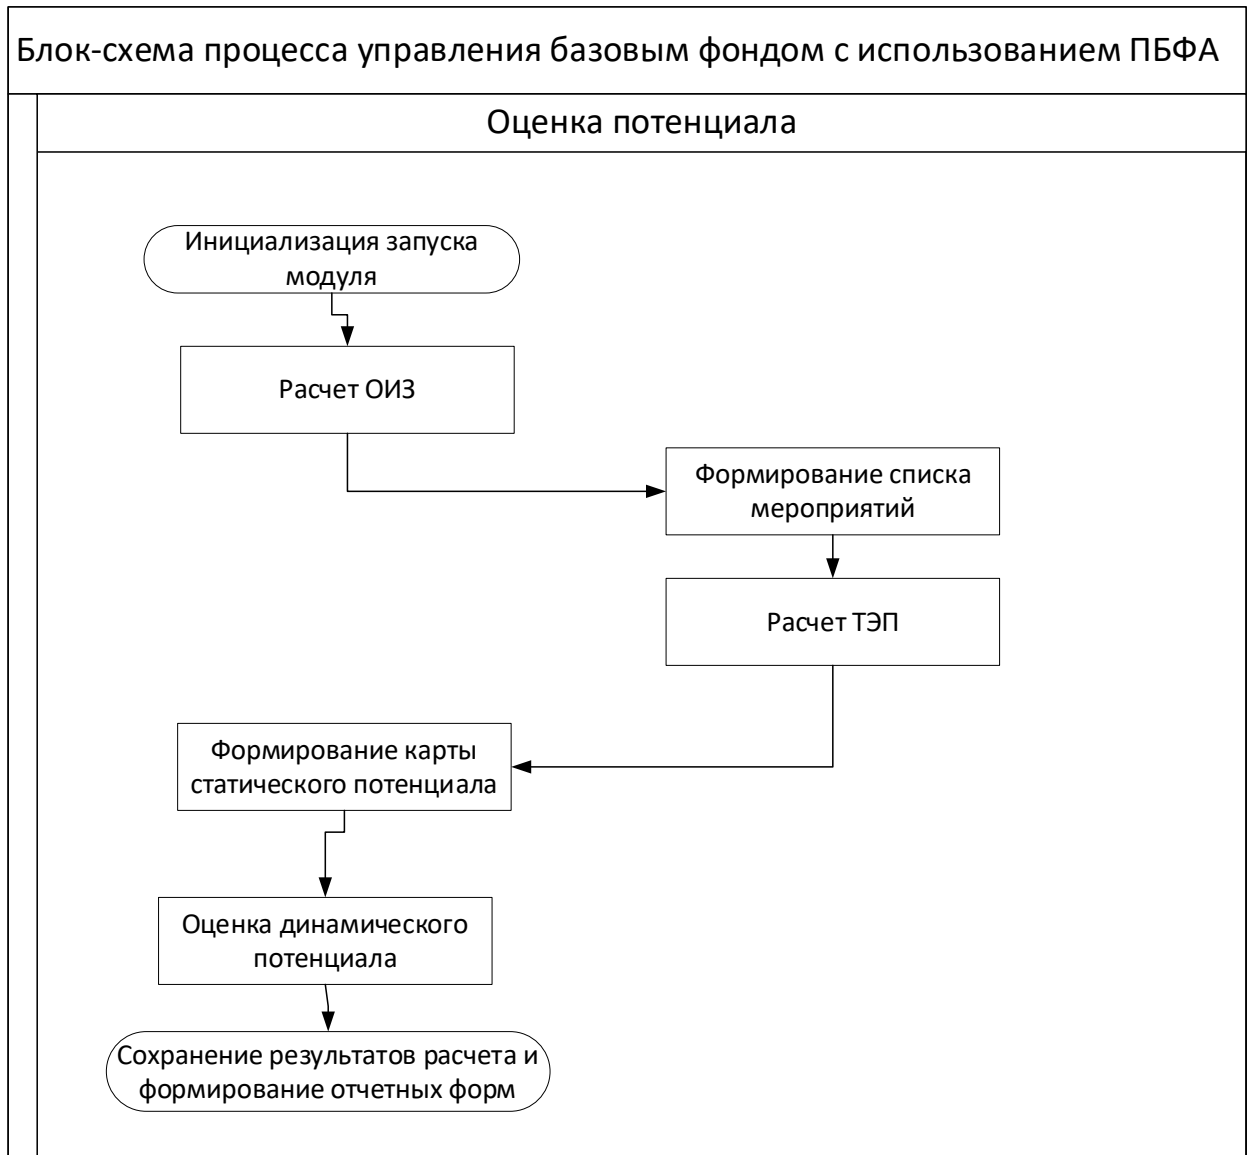 Блок-схема процесса управления базовым фондом с использованием ПБФА
Оценка потенциала
Инициализация запуска
модуля
Расчет ОИЗ
Формирование списка
мероприятий
Расчет ТЭП
Формирование карты
статического потенциала
Оценка динамического
потенциала
Сохранение результатов расчета и
формирование отчетных форм